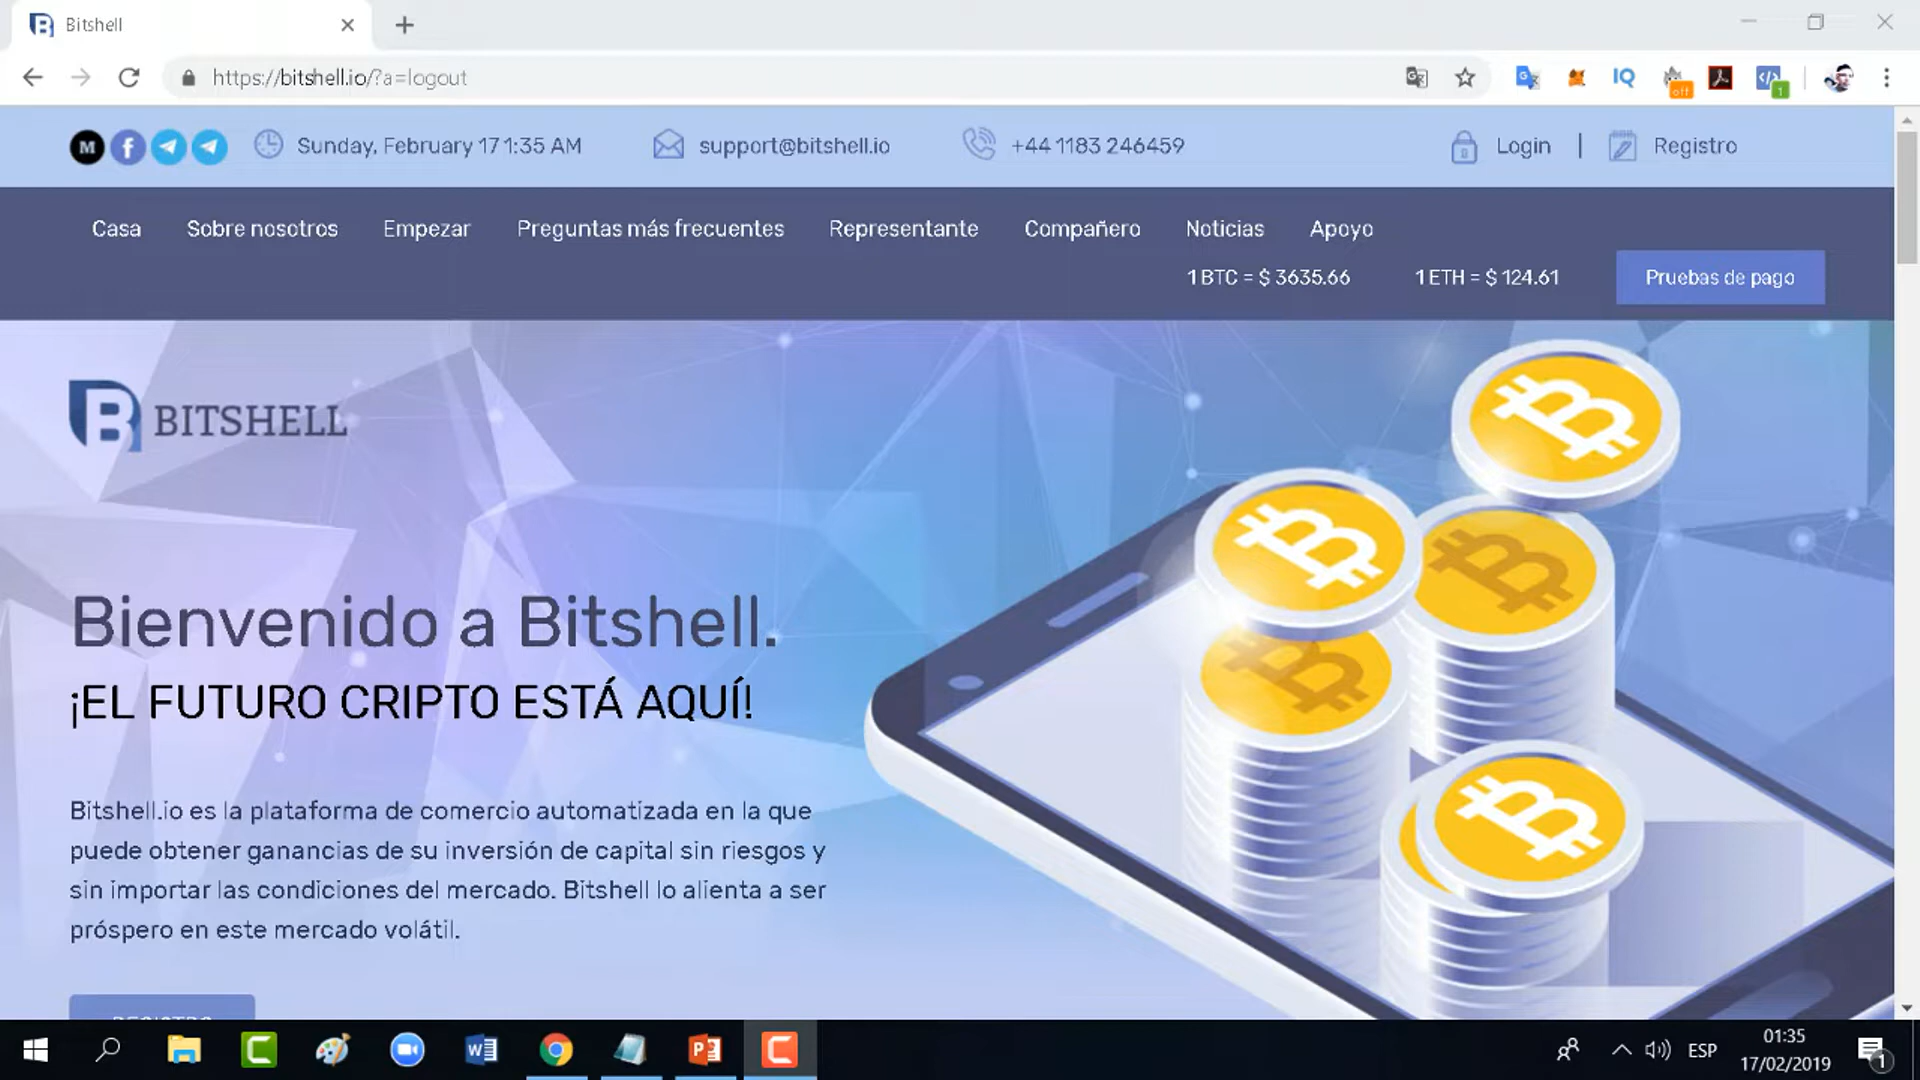 Bitshell
https://bitshell.io/?a=logout
IQ
off
1
M
Sunday, February 17 1:35 AM
support@bitshell.io
+44 1183 246459
Login | Registro
Casa Sobre nosotros Empezar Preguntas más frecuentes Representante Compañero Noticias Apoyo
1 BTC = $ 3635.66 1 ETH = $ 124.61 Pruebas de pago
BITSHELL
Bienvenido a Bitshell.
¡EL FUTURO CRIPTO ESTÁ AQUÍ!
Bitshell.io es la plataforma de comercio automatizada en la que
puede obtener ganancias de su inversión de capital sin riesgos y
sin importar las condiciones del mercado. Bitshell lo alienta a ser
próspero en este mercado volátil.
REGISTRO
ESP
01:35
17/02/2019
1